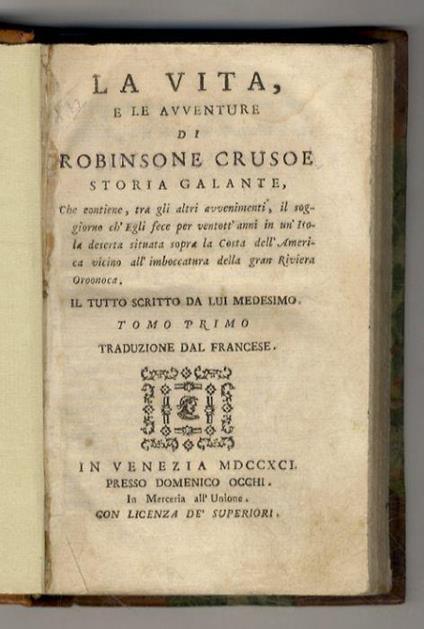 LA VITA,
E LE AVVENTURE
DI
ROBINSONE CRUSOE
STORIA GALANTE,
Che contiene, tra gli altri avvenimenti, il sog-
giorno ch' Egli fece per ventott' anni in un' Iso-
la deserta situata sopra la Costa dell' Ameri-
ca vicino all' imboccatura della gran Riviera
Oroonoca.
IL TUTTO SCRITTO DA LUI MEDESIMO.
TOMO PRIMO
TRADUZIONE DAL FRANCESE.
IN VENEZIA MDCCXCI.
PRESSO DOMENICO OCCHI.
In Merceria all' Unione.
CON LICENZA DE' SUPERIORI.